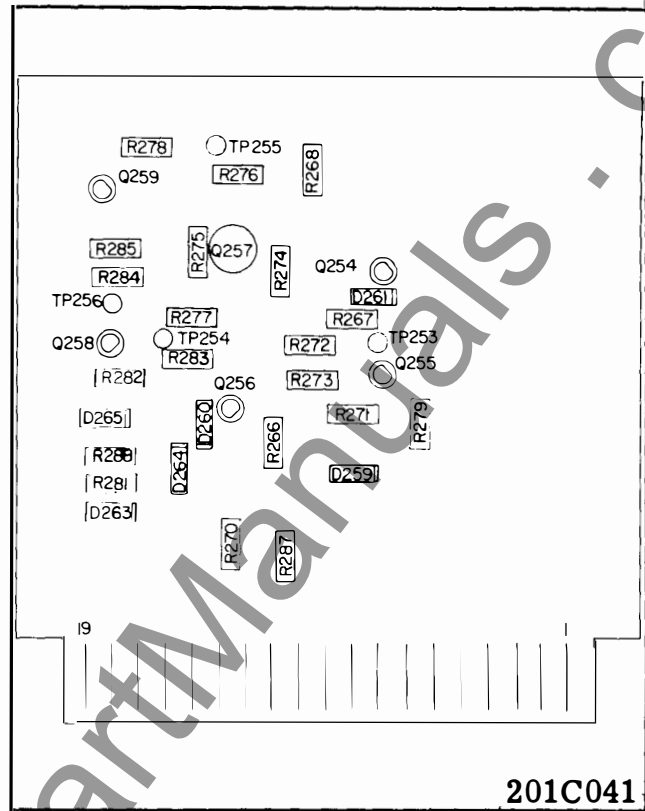 R278
TP255
R268
Q259
R276
R285
R275
Q257
R274
Q254
R284
D261
TP256
R277
R267
Q258
TP254
R272
TP253
R283
Q255
R282
R273
Q256
D265
D260
R271
R279
R266
R281
D264
D259
D263
R270
R287
19
1
201C041
artManuals . c